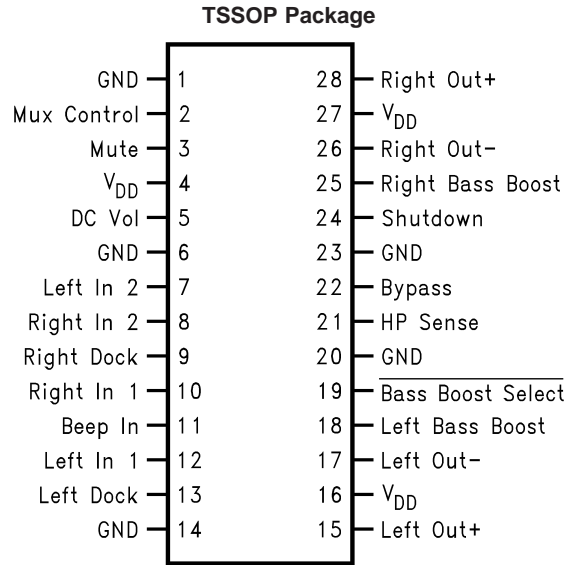 TSSOP Package
GND 1 28 Right Out+
Mux Control 2 27 VDD
Mute 3 26 Right Out-
VDD 4 25 Right Bass Boost
DC Vol 5 24 Shutdown
GND 6 23 GND
Left In 2 7 22 Bypass
Right In 2 8 21 HP Sense
Right Dock 9 20 GND
Right In 1 10 19 Bass Boost Select
Beep In 11 18 Left Bass Boost
Left In 1 12 17 Left Out-
Left Dock 13 16 VDD
GND 14 15 Left Out+